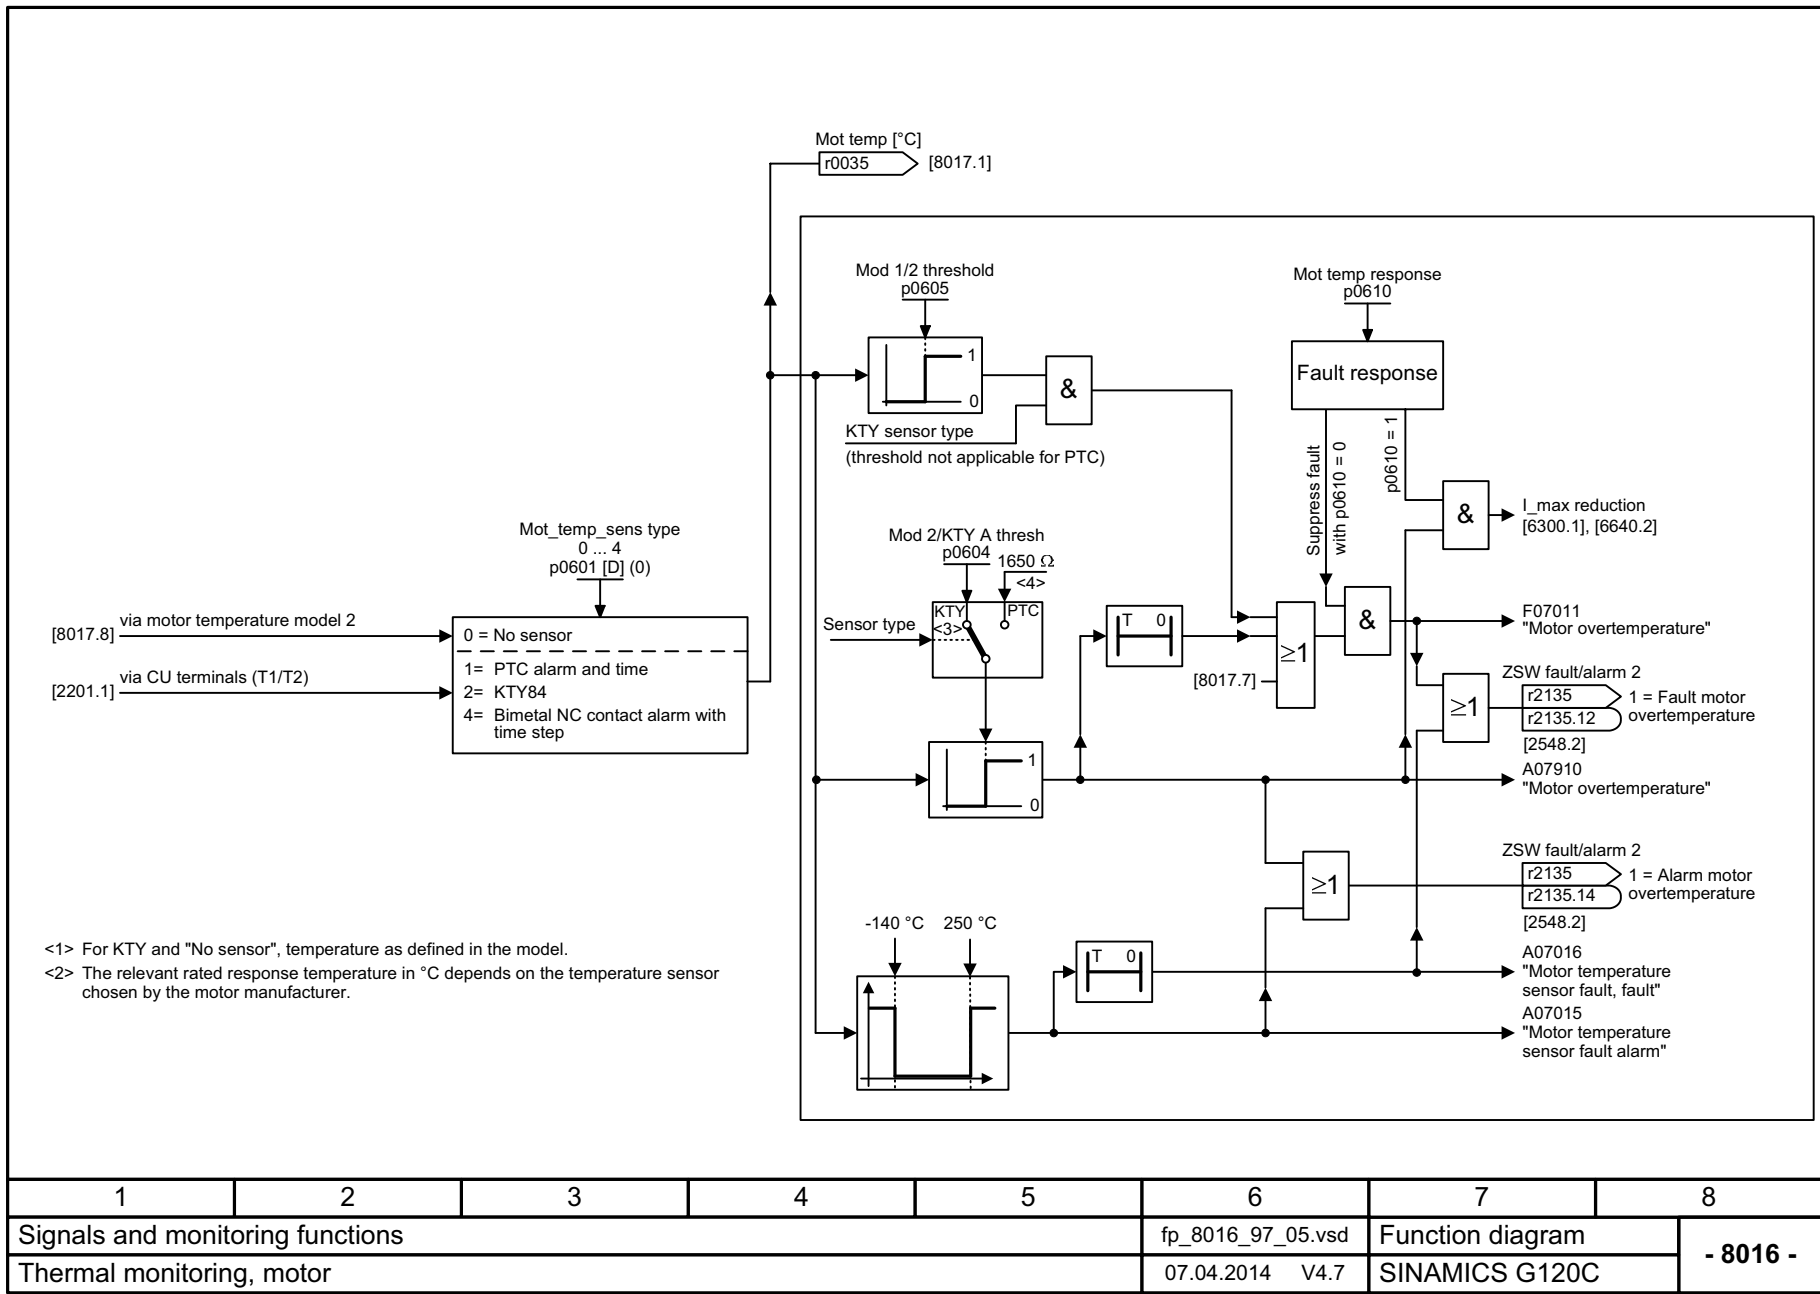 Mot temp [°C]
r0035
[8017.1]
Mod 1/2 threshold
p0605
1
0
&
KTY sensor type
(threshold not applicable for PTC)
Mot temp response
p0610
Fault response
Suppress fault
with p0610 = 0
p0610 = 1
&
I_max reduction
[6300.1], [6640.2]
Mot_temp_sens type
0 ... 4
p0601 [D] (0)
[8017.8]
via motor temperature model 2
[2201.1]
via CU terminals (T1/T2)
0 = No sensor
1= PTC alarm and time
2= KTY84
4= Bimetal NC contact alarm with
time step
Mod 2/KTY A thresh
p0604
1650 Ω
<4>
Sensor type
KTY
<3>
PTC
T 0
≥1
[8017.7]
&
F07011
"Motor overtemperature"
ZSW fault/alarm 2
≥1
r2135
r2135.12
1 = Fault motor
overtemperature
[2548.2]
1
0
A07910
"Motor overtemperature"
ZSW fault/alarm 2
≥1
r2135
r2135.14
1 = Alarm motor
overtemperature
[2548.2]
-140 °C 250 °C
T 0
A07016
"Motor temperature
sensor fault, fault"
A07015
"Motor temperature
sensor fault alarm"
<1> For KTY and "No sensor", temperature as defined in the model.
<2> The relevant rated response temperature in °C depends on the temperature sensor
chosen by the motor manufacturer.
1 2 3 4 5 6 7 8
Signals and monitoring functions
fp_8016_97_05.vsd
Function diagram
- 8016 -
Thermal monitoring, motor
07.04.2014 V4.7
SINAMICS G120C